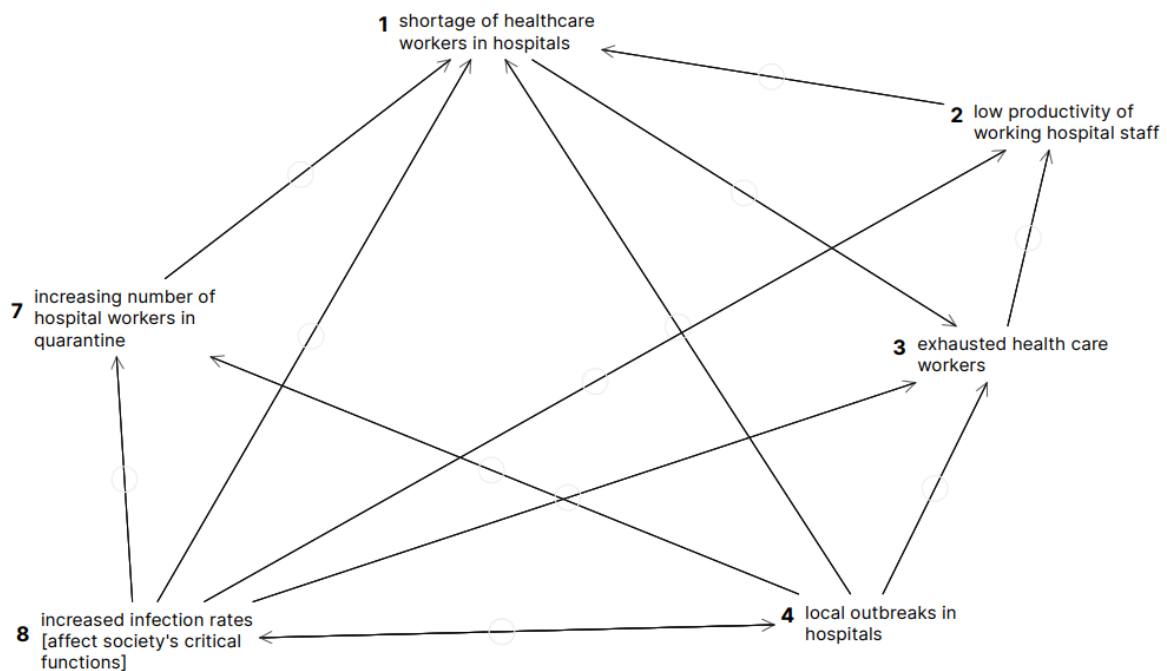 1 shortage of healthcare
workers in hospitals
2 low productivity of
working hospital staff
7 increasing number of
hospital workers in
quarantine
3 exhausted health care
workers
8 increased infection rates
[affect society's critical
functions]
4 local outbreaks in
hospitals